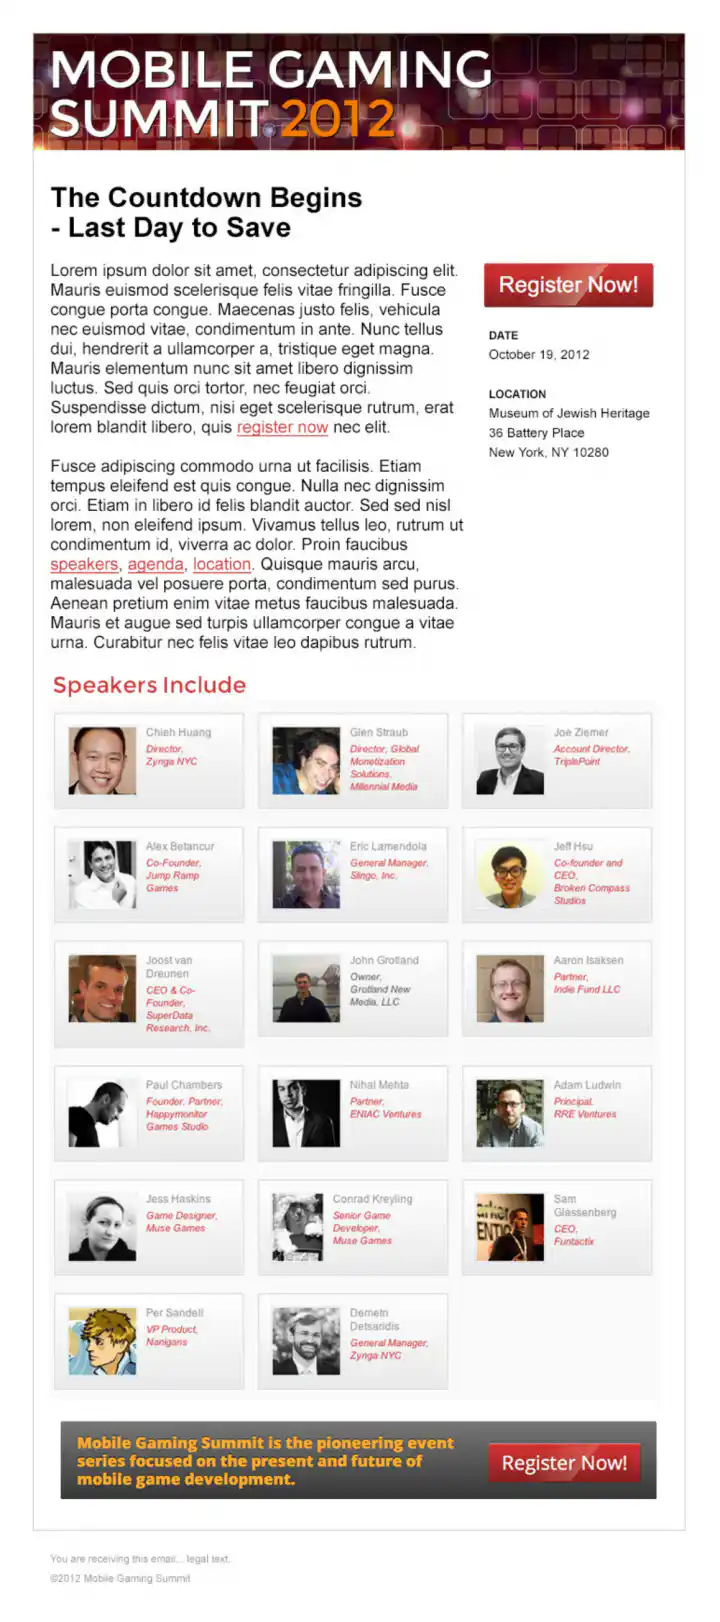 MOBILE GAMING
SUMMIT 2012
The Countdown Begins
- Last Day to Save
Lorem ipsum dolor sit amet, consectetur adipiscing elit.
Mauris euismod scelerisque felis vitae fringilla. Fusce
congue porta congue. Maecenas justo felis, vehicula
nec euismod vitae, condimentum in ante. Nunc tellus
dui, hendrerit a ullamcorper a, tristique eget magna.
Mauris elementum nunc sit amet libero dignissim
luctus. Sed quis orci tortor, nec feugiat orci.
Suspendisse dictum, nisi eget scelerisque rutrum, erat
lorem blandit libero, quis register now nec elit.
Fusce adipiscing commodo urna ut facilisis. Etiam
tempus eleifend est quis congue. Nulla nec dignissim
orci. Etiam in libero id felis blandit auctor. Sed sed nisl
lorem, non eleifend ipsum. Vivamus tellus leo, rutrum ut
condimentum id, viverra ac dolor. Proin faucibus
speakers, agenda, location. Quisque mauris arcu,
malesuada vel posuere porta, condimentum sed purus.
Aenean pretium enim vitae metus faucibus malesuada.
Mauris et augue sed turpis ullamcorper congue a vitae
urna. Curabitur nec felis vitae leo dapibus rutrum.
Register Now!
DATE
October 19, 2012
LOCATION
Museum of Jewish Heritage
36 Battery Place
New York, NY 10280
Speakers Include
Chieh Huang
Director,
Zynga NYC
Glen Straub
Director, Global
Monetization
Solutions,
Millennial Media
Joe Ziemer
Account Director,
TriplePoint
Alex Betancur
Co-Founder,
Jump Ramp
Games
Eric Lamendola
General Manager,
Slingo, Inc.
Jeff Hsu
Co-founder and
CEO,
Broken Compass
Studios
Joost van
Dreunen
CEO & Co-
Founder,
SuperData
Research, Inc.
John Grotland
Owner,
Grotland New
Media, LLC
Aaron Isaksen
Partner,
Indie Fund LLC
Paul Chambers
Founder, Partner,
Happymonitor
Games Studio
Nihal Mehta
Partner,
ENIAC Ventures
Adam Ludwin
Principal,
RRE Ventures
Jess Haskins
Game Designer,
Muse Games
Conrad Kreyling
Senior Game
Developer,
Muse Games
Sam
Glassenberg
CEO,
Funtactix
Per Sandell
VP Product,
Nanigans
Demetri
Detsaridis
General Manager,
Zynga NYC
Mobile Gaming Summit is the pioneering event
series focused on the present and future of
mobile game development.
Register Now!
You are receiving this email... legal text.
©2012 Mobile Gaming Summit